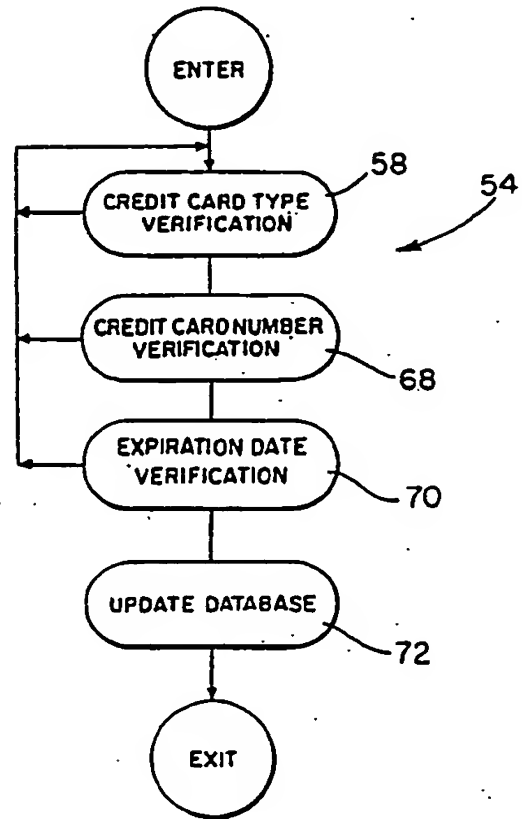 ENTER
CREDIT CARD TYPE
VERIFICATION
58
54
CREDIT CARD NUMBER
VERIFICATION
68
EXPIRATION DATE
VERIFICATION
70
UPDATE DATABASE
72
EXIT